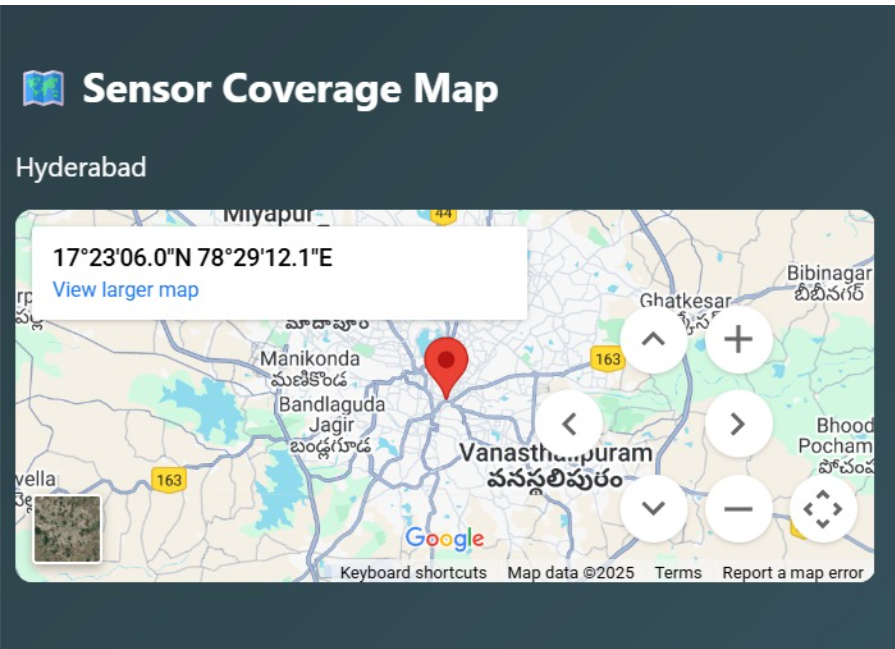 Sensor Coverage Map
Hyderabad
Miyapur
44
17°23'06.0"N 78°29'12.1"E
View larger map
Bibinagar
బీబీనగర్
Ghatkesar
మాదాపూర్
163
Manikonda
మణికొండ
Bandlaguda
Jagir
బండ్లగూడ
Bhood
Pocham
పోచంప
Vanasthalipuram
వనస్థలిపురం
vella
163
Google
Keyboard shortcuts
Map data ©2025
Terms
Report a map error